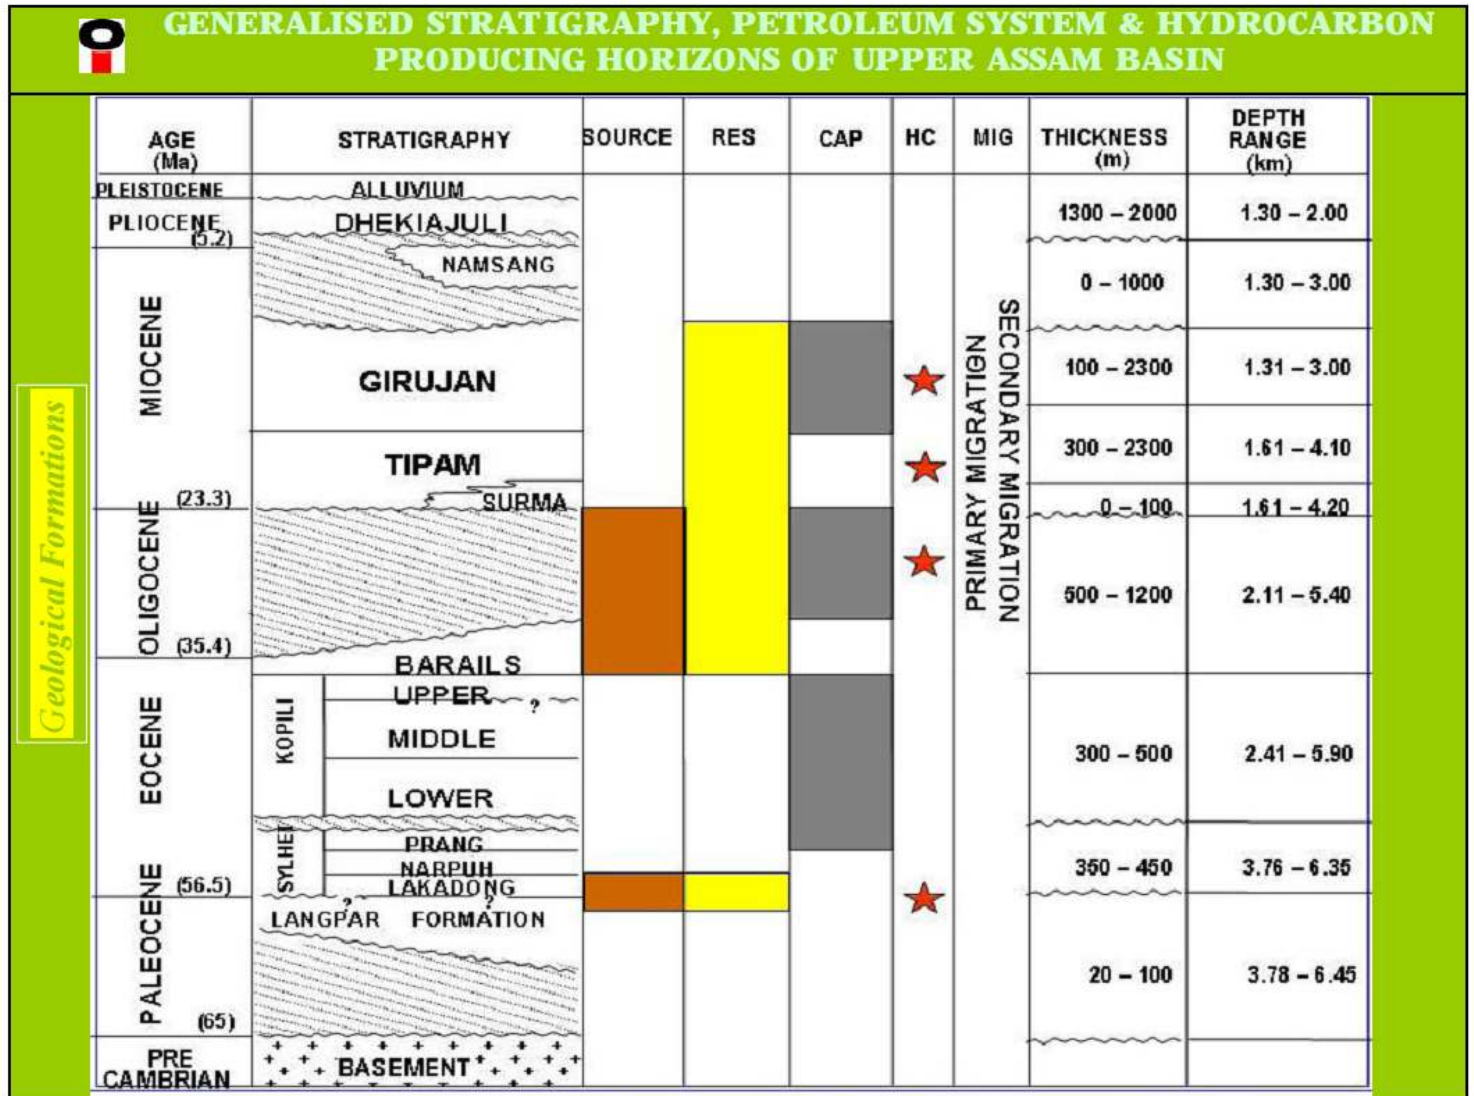 GENERALISED STRATIGRAPHY, PETROLEUM SYSTEM & HYDROCARBON
PRODUCING HORIZONS OF UPPER ASSAM BASIN
Geological Formations
AGE
(Ma)
STRATIGRAPHY
SOURCE
RES
CAP
HC
MIG
THICKNESS
(m)
DEPTH
RANGE
(km)
PLEISTOCENE
ALLUVIUM
PLIOCENE
(5.2)
DHEKIAJULI
1300 – 2000
1.30 – 2.00
NAMSANG
0 – 1000
1.30 – 3.00
MIOCENE
GIRUJAN
100 – 2300
1.31 – 3.00
TIPAM
300 – 2300
1.61 – 4.10
(23.3)
SURMA
0 – 100
1.61 – 4.20
PRIMARY MIGRATION
SECONDARY MIGRATION
OLIGOCENE
(35.4)
500 – 1200
2.11 – 5.40
BARAILS
EOCENE
KOPILI
UPPER
?
MIDDLE
LOWER
300 – 500
2.41 – 5.90
SYLHET
PRANG
NARPUH
LAKADONG
350 – 450
3.76 – 6.35
(56.5)
? ?
PALEOCENE
LANGPAR FORMATION
20 – 100
3.78 – 6.45
(65)
PRE
CAMBRIAN
BASEMENT